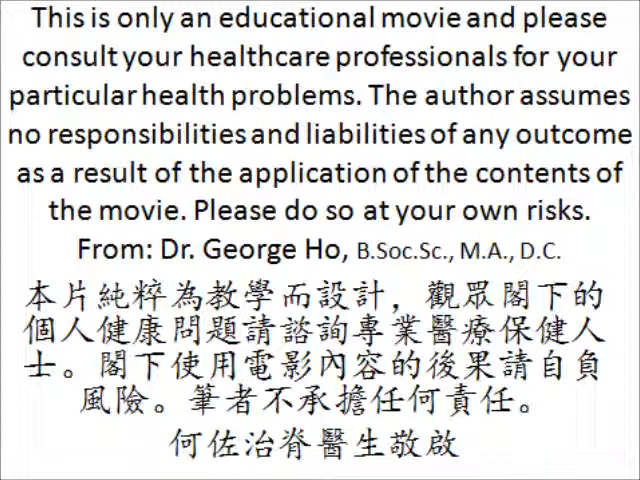 This is only an educational movie and please
consult your healthcare professionals for your
particular health problems. The author assumes
no responsibilities and liabilities of any outcome
as a result of the application of the contents of
the movie. Please do so at your own risks.
From: Dr. George Ho, B.Soc.Sc., M.A., D.C.
本片純粹為教學而設計，觀眾閣下的
個人健康問題請諮詢專業醫療保健人
士。閣下使用電影內容的後果請自負
風險。筆者不承擔任何責任。
何佐治脊醫生敬啟